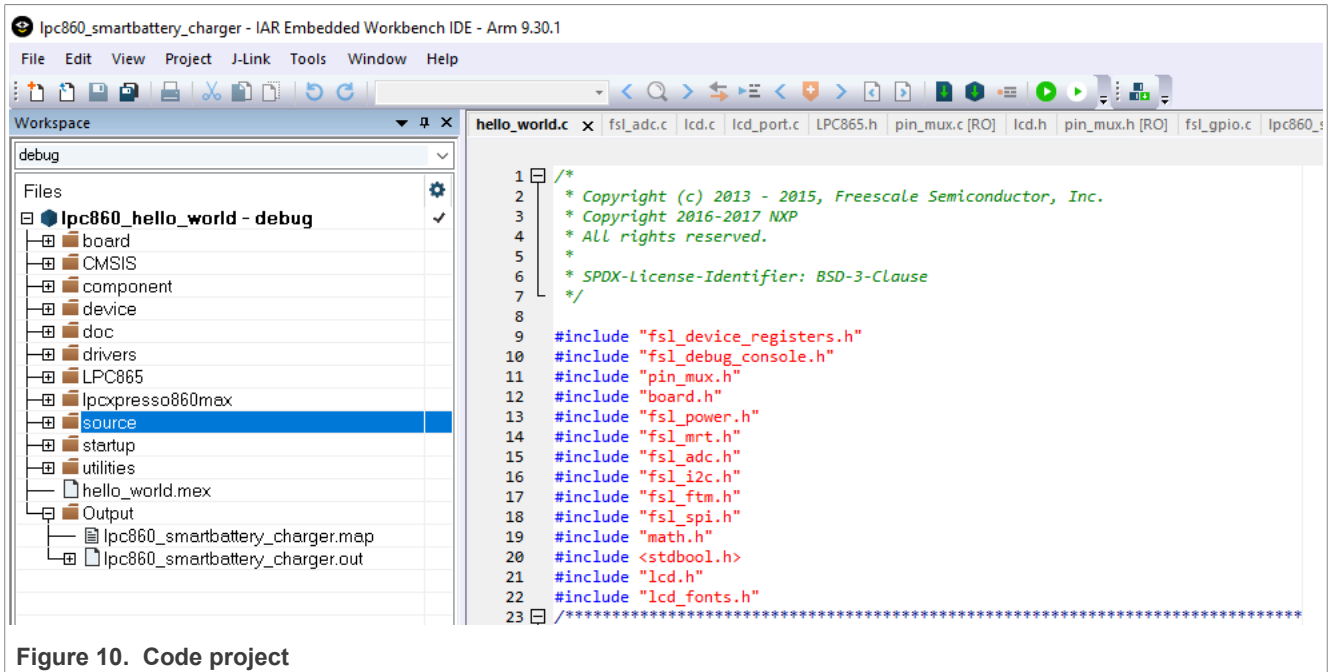 lpc860_smartbattery_charger - IAR Embedded Workbench IDE - Arm 9.30.1
File Edit View Project J-Link Tools Window Help
Workspace
debug
Files
lpc860_hello_world - debug
board
CMSIS
component
device
doc
drivers
LPC865
lpcxpresso860max
source
startup
utilities
hello_world.mex
Output
lpc860_smartbattery_charger.map
lpc860_smartbattery_charger.out
hello_world.c x fsl_adc.c lcd.c lcd_port.c LPC865.h pin_mux.c [RO] lcd.h pin_mux.h [RO] fsl_gpio.c lpc860_s
1 /*
2 * Copyright (c) 2013 - 2015, Freescale Semiconductor, Inc.
3 * Copyright 2016-2017 NXP
4 * All rights reserved.
5 *
6 * SPDX-License-Identifier: BSD-3-Clause
7 */
8
9 #include "fsl_device_registers.h"
10 #include "fsl_debug_console.h"
11 #include "pin_mux.h"
12 #include "board.h"
13 #include "fsl_power.h"
14 #include "fsl_mrt.h"
15 #include "fsl_adc.h"
16 #include "fsl_i2c.h"
17 #include "fsl_ftm.h"
18 #include "fsl_spi.h"
19 #include "math.h"
20 #include <stdbool.h>
21 #include "lcd.h"
22 #include "lcd_fonts.h"
23 /*******************************************************************************
Figure 10. Code project